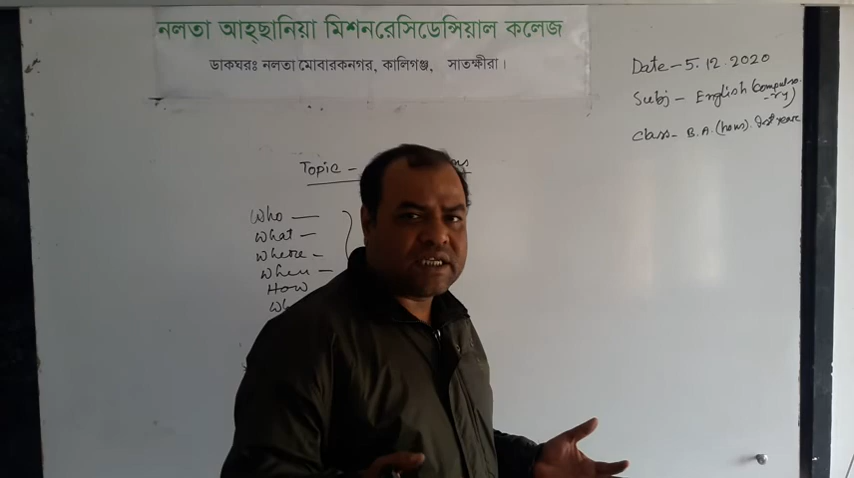 নলতা আহ্ছানিয়া মিশনরেসিডেন্সিয়াল কলেজ
ডাকঘরঃ নলতা মোবারকনগর, কালিগঞ্জ, সাতক্ষীরা।
Date - 5.12.2020
Subj - English (compulso-
-ry)
Class - B.A. (hons). Ist Year
Topic -
Who —
What —
Where -
When —
How